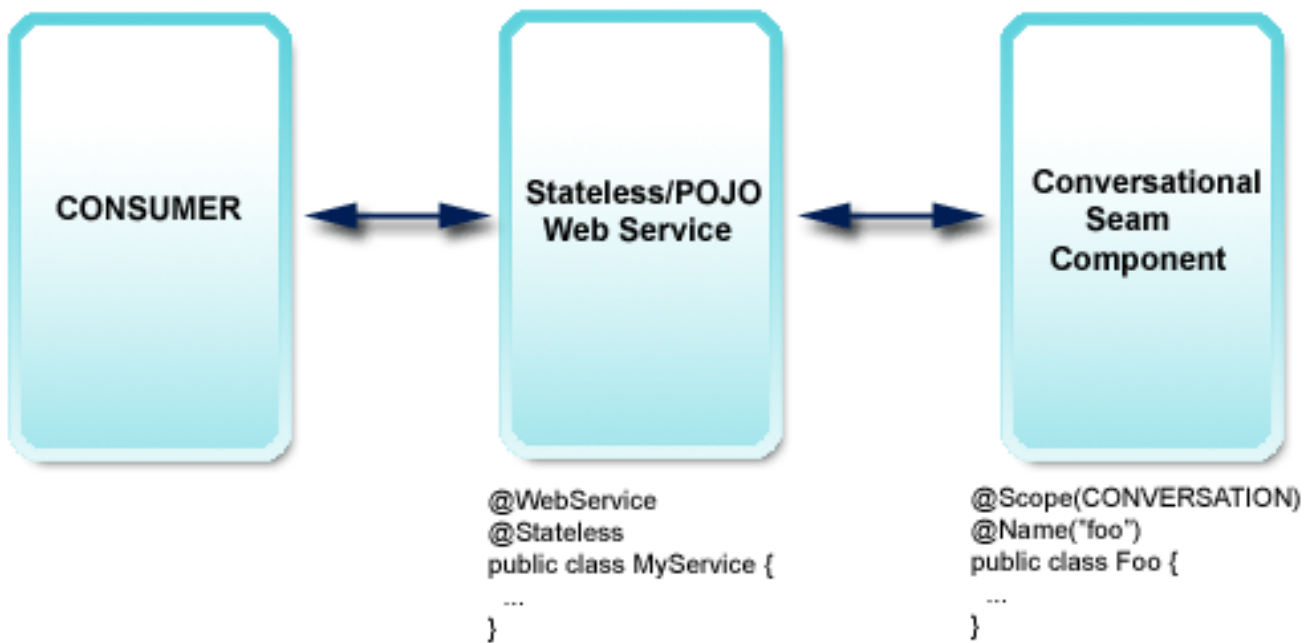 CONSUMER
Stateless/POJO
Web Service
Conversational
Seam
Component
@WebService
@Stateless
public class MyService {
...
}
@Scope(CONVERSATION)
@Name("foo")
public class Foo {
...
}